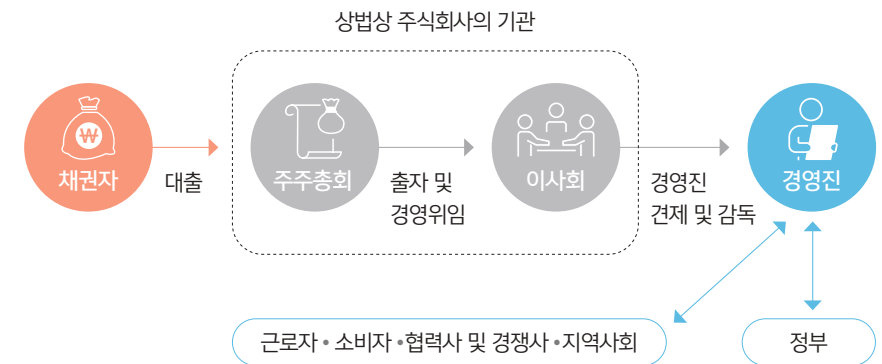 상법상 주식회사의 기관
₩
채권자
대출
주주총회
출자 및
경영위임
이사회
경영진
견제 및 감독
경영진
근로자 • 소비자 •협력사 및 경쟁사 •지역사회
정부